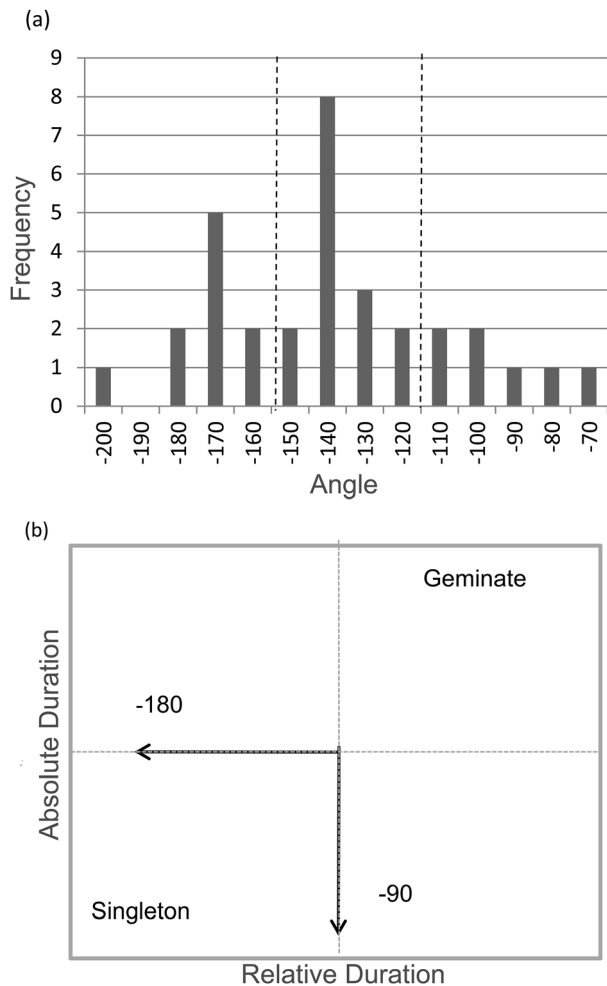 (a)
9
8
7
6
5
4
3
2
1
0
Frequency
-200 -190 -180 -170 -160 -150 -140 -130 -120 -110 -100 -90 -80 -70
Angle
(b)
Geminate
-180
Absolute Duration
-90
Singleton
Relative Duration